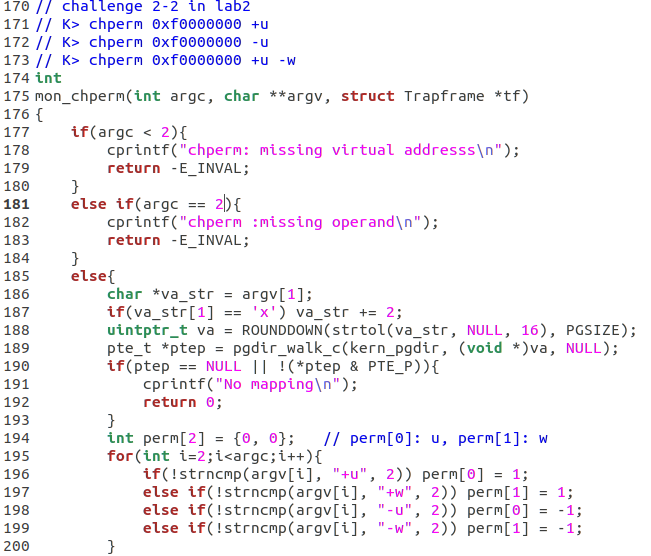 170 // challenge 2-2 in lab2
171 // K> chperm 0xf0000000 +u
172 // K> chperm 0xf0000000 -u
173 // K> chperm 0xf0000000 +u -w
174 int
175 mon_chperm(int argc, char **argv, struct Trapframe *tf)
176 {
177     if(argc < 2){
178         cprintf("chperm: missing virtual addresss\n");
179         return -E_INVAL;
180     }
181     else if(argc == 2){
182         cprintf("chperm :missing operand\n");
183         return -E_INVAL;
184     }
185     else{
186         char *va_str = argv[1];
187         if(va_str[1] == 'x') va_str += 2;
188         uintptr_t va = ROUNDDOWN(strtol(va_str, NULL, 16), PGSIZE);
189         pte_t *ptep = pgdir_walk_c(kern_pgdir, (void *)va, NULL);
190         if(ptep == NULL || !(*ptep & PTE_P)){
191             cprintf("No mapping\n");
192             return 0;
193         }
194         int perm[2] = {0, 0};   // perm[0]: u, perm[1]: w
195         for(int i=2;i<argc;i++){
196             if(!strncmp(argv[i], "+u", 2)) perm[0] = 1;
197             else if(!strncmp(argv[i], "+w", 2)) perm[1] = 1;
198             else if(!strncmp(argv[i], "-u", 2)) perm[0] = -1;
199             else if(!strncmp(argv[i], "-w", 2)) perm[1] = -1;
200         }